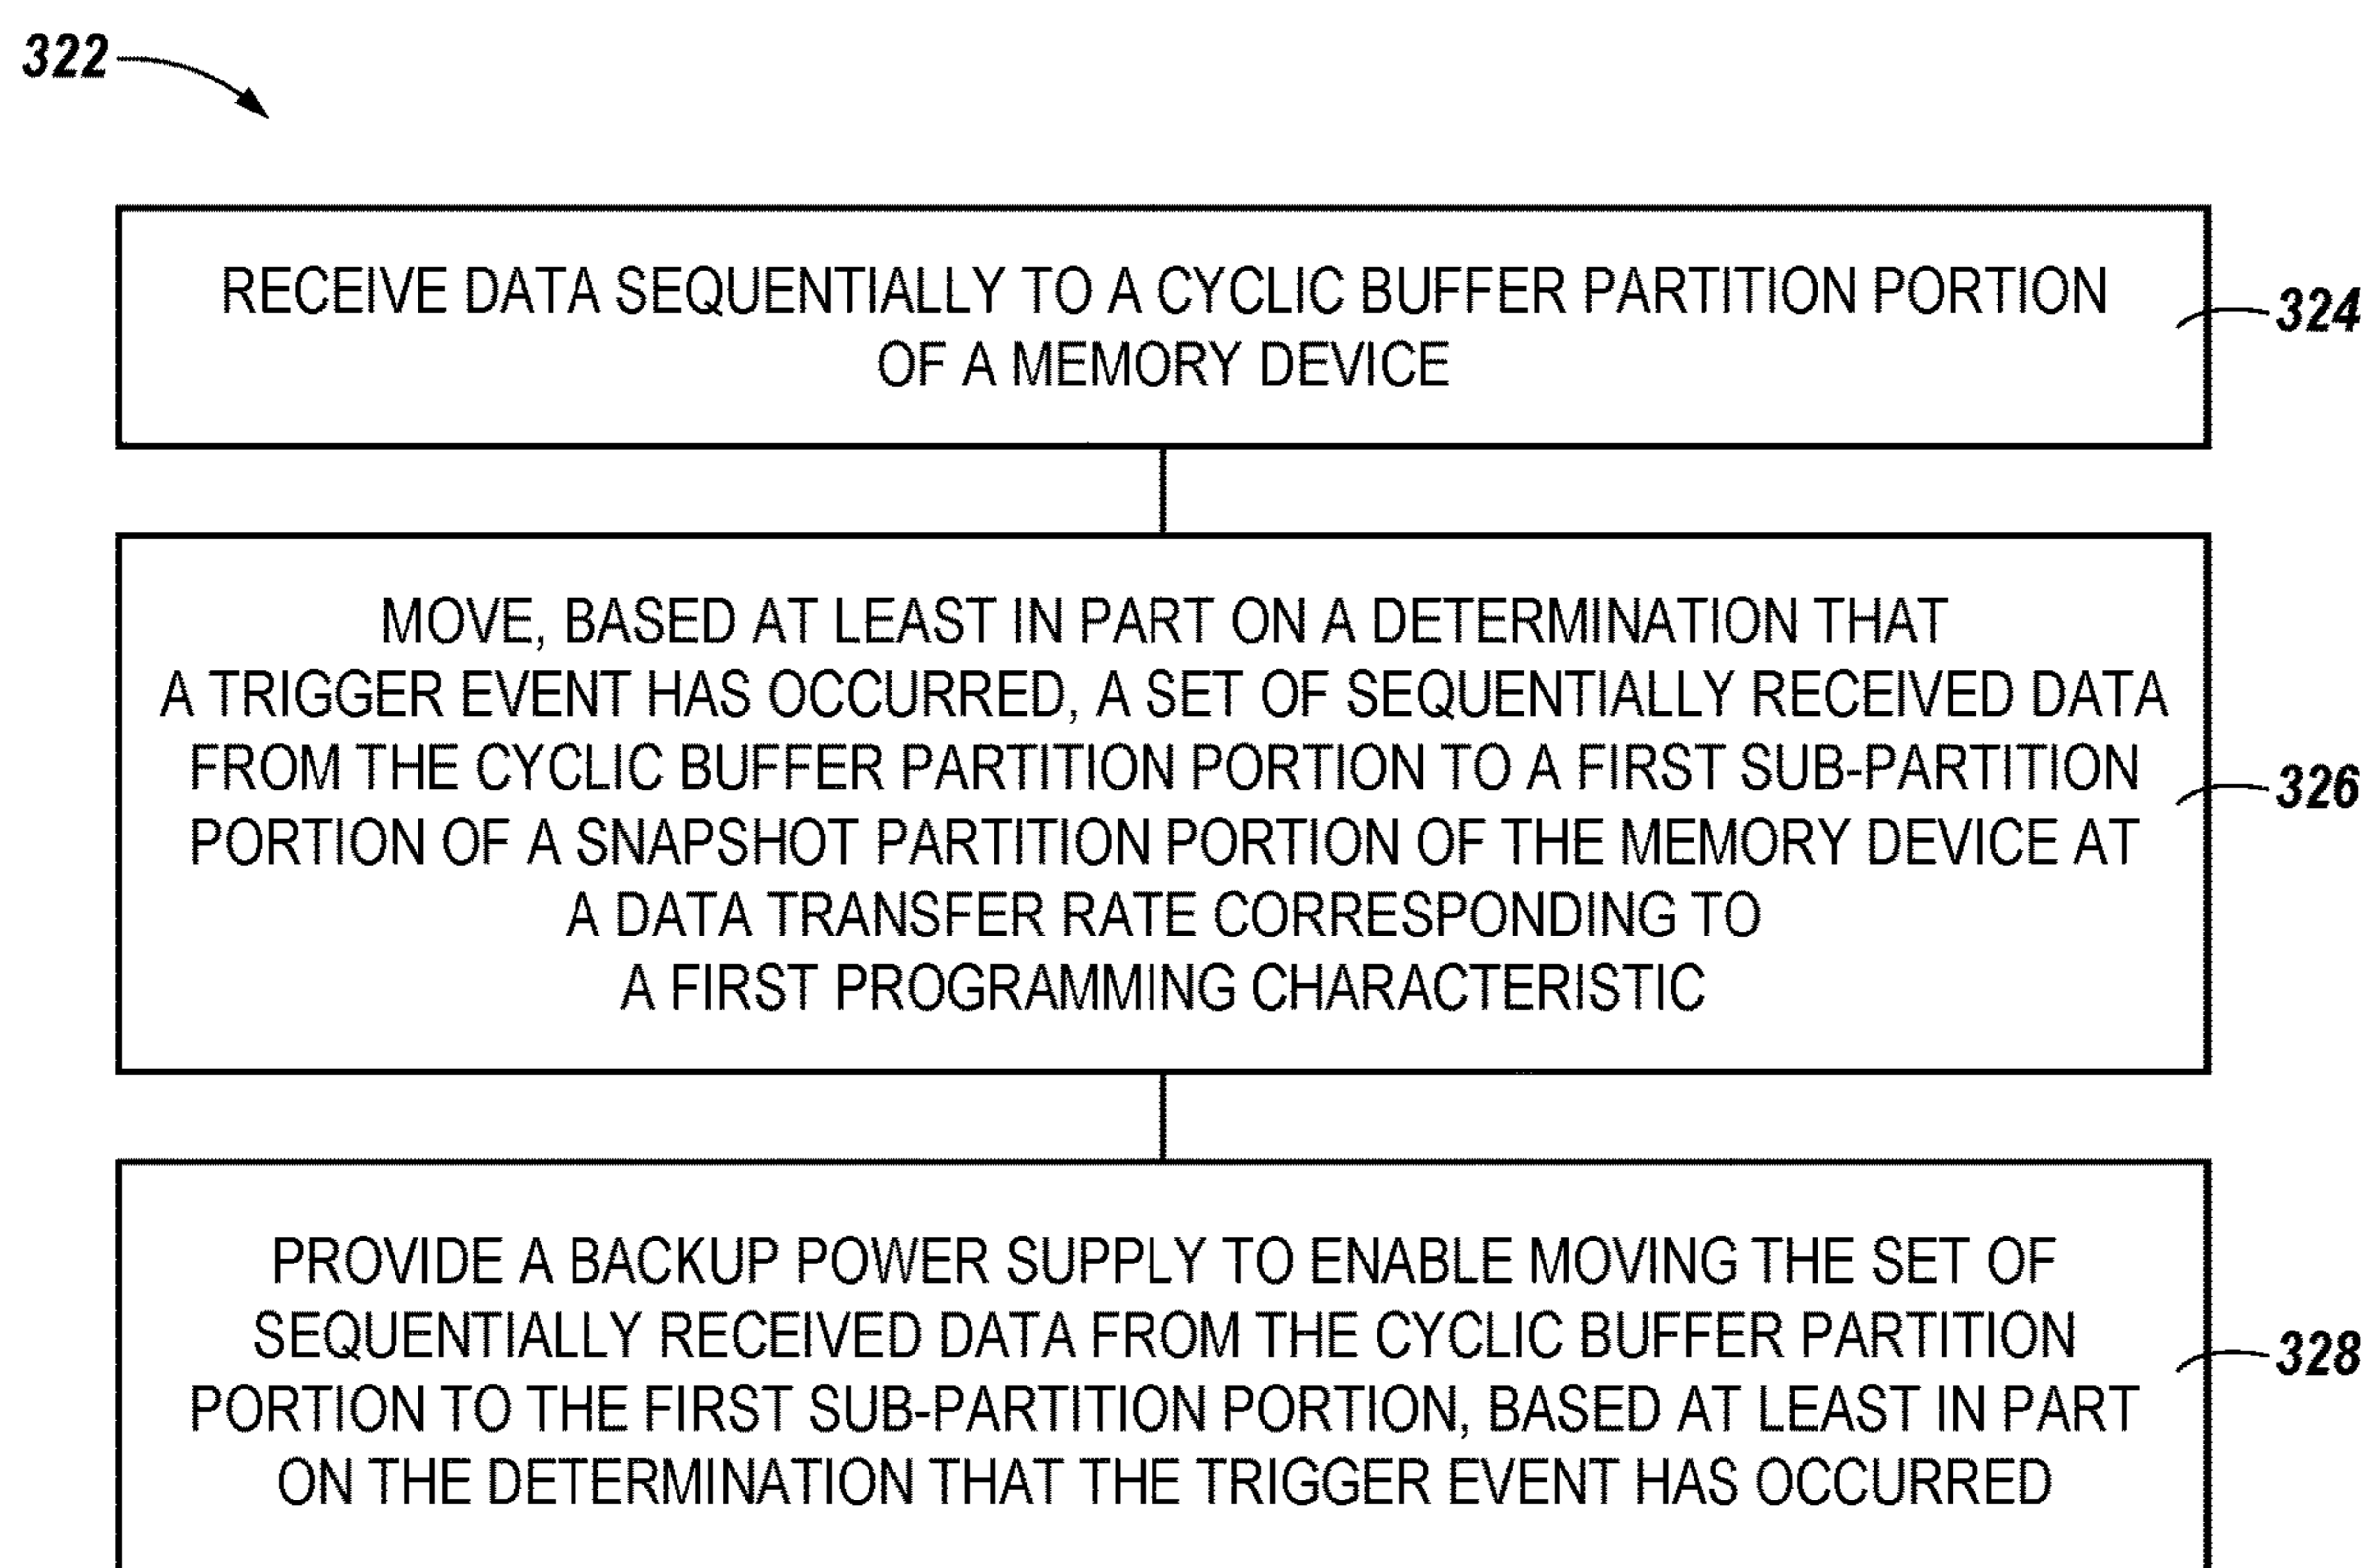 322
RECEIVE DATA SEQUENTIALLY TO A CYCLIC BUFFER PARTITION PORTION
OF A MEMORY DEVICE
324
MOVE, BASED AT LEAST IN PART ON A DETERMINATION THAT
A TRIGGER EVENT HAS OCCURRED, A SET OF SEQUENTIALLY RECEIVED DATA
FROM THE CYCLIC BUFFER PARTITION PORTION TO A FIRST SUB-PARTITION
PORTION OF A SNAPSHOT PARTITION PORTION OF THE MEMORY DEVICE AT
A DATA TRANSFER RATE CORRESPONDING TO
A FIRST PROGRAMMING CHARACTERISTIC
326
PROVIDE A BACKUP POWER SUPPLY TO ENABLE MOVING THE SET OF
SEQUENTIALLY RECEIVED DATA FROM THE CYCLIC BUFFER PARTITION
PORTION TO THE FIRST SUB-PARTITION PORTION, BASED AT LEAST IN PART
ON THE DETERMINATION THAT THE TRIGGER EVENT HAS OCCURRED
328